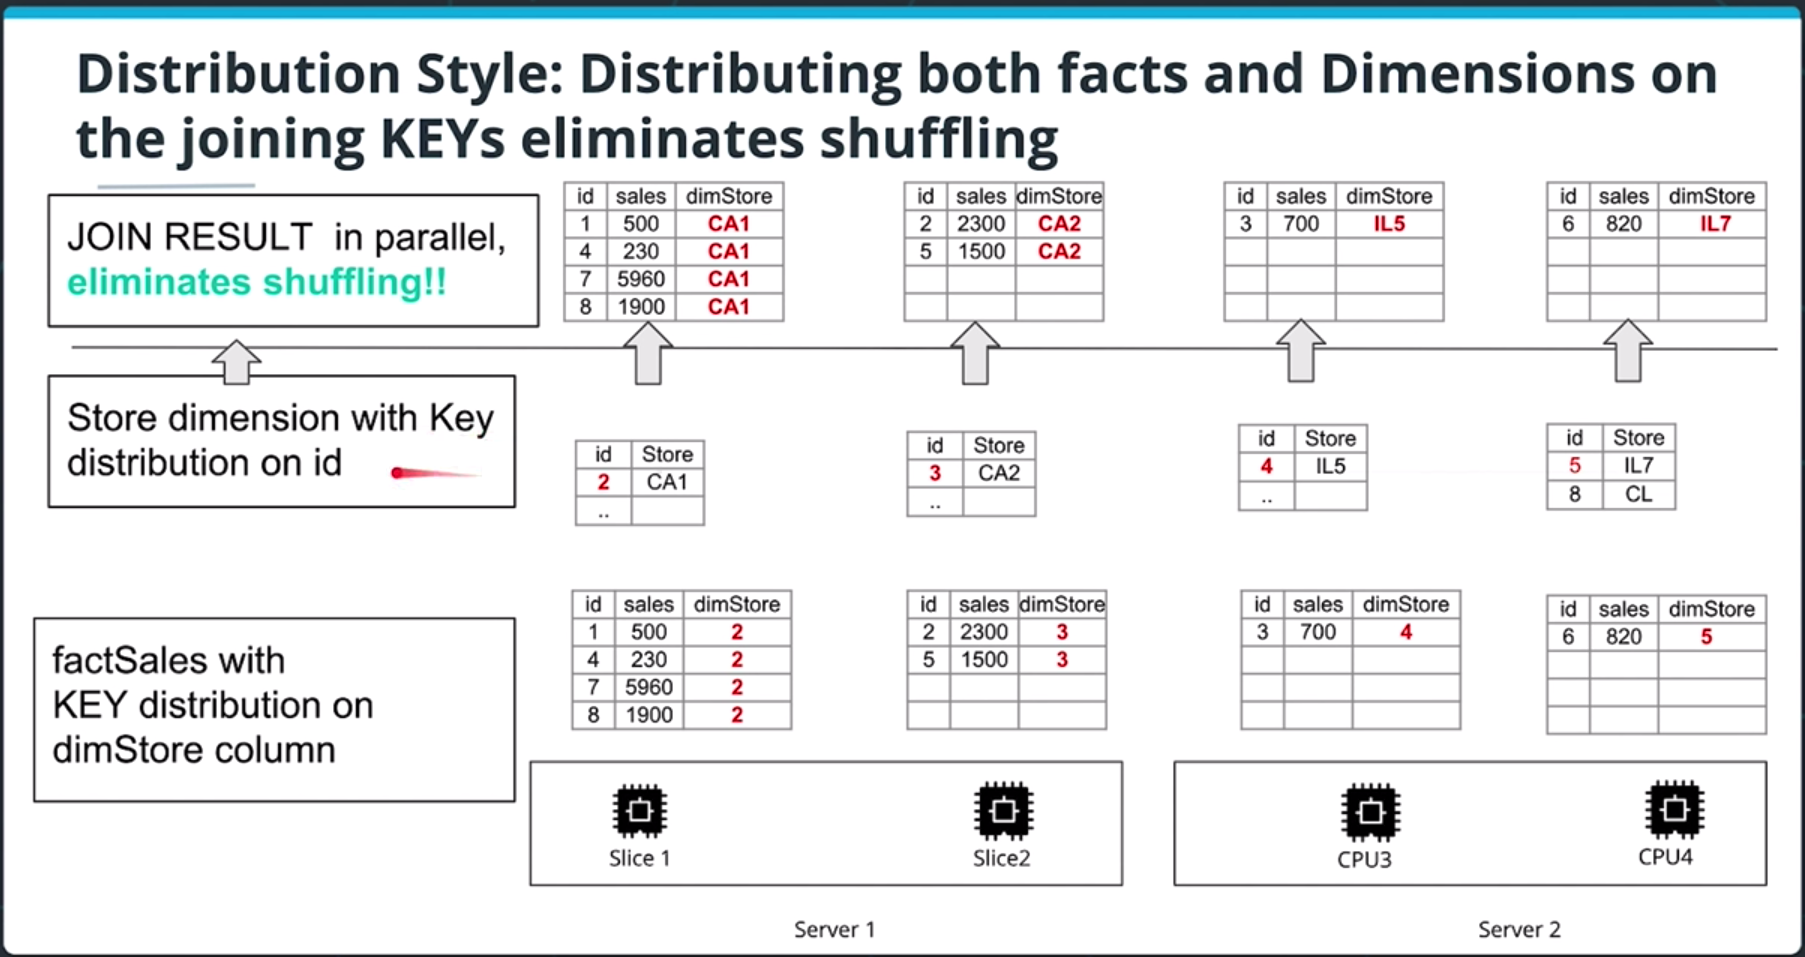 Distribution Style: Distributing both facts and Dimensions on
the joining KEYs eliminates shuffling
JOIN RESULT in parallel,
eliminates shuffling!!
id sales dimStore
1 500 CA1
4 230 CA1
7 5960 CA1
8 1900 CA1
id sales dimStore
2 2300 CA2
5 1500 CA2
id sales dimStore
3 700 IL5
id sales dimStore
6 820 IL7
Store dimension with Key
distribution on id
id Store
2 CA1
..
id Store
3 CA2
..
id Store
4 IL5
..
id Store
5 IL7
8 CL
factSales with
KEY distribution on
dimStore column
id sales dimStore
1 500 2
4 230 2
7 5960 2
8 1900 2
id sales dimStore
2 2300 3
5 1500 3
id sales dimStore
3 700 4
id sales dimStore
6 820 5
Slice 1
Slice2
CPU3
CPU4
Server 1
Server 2